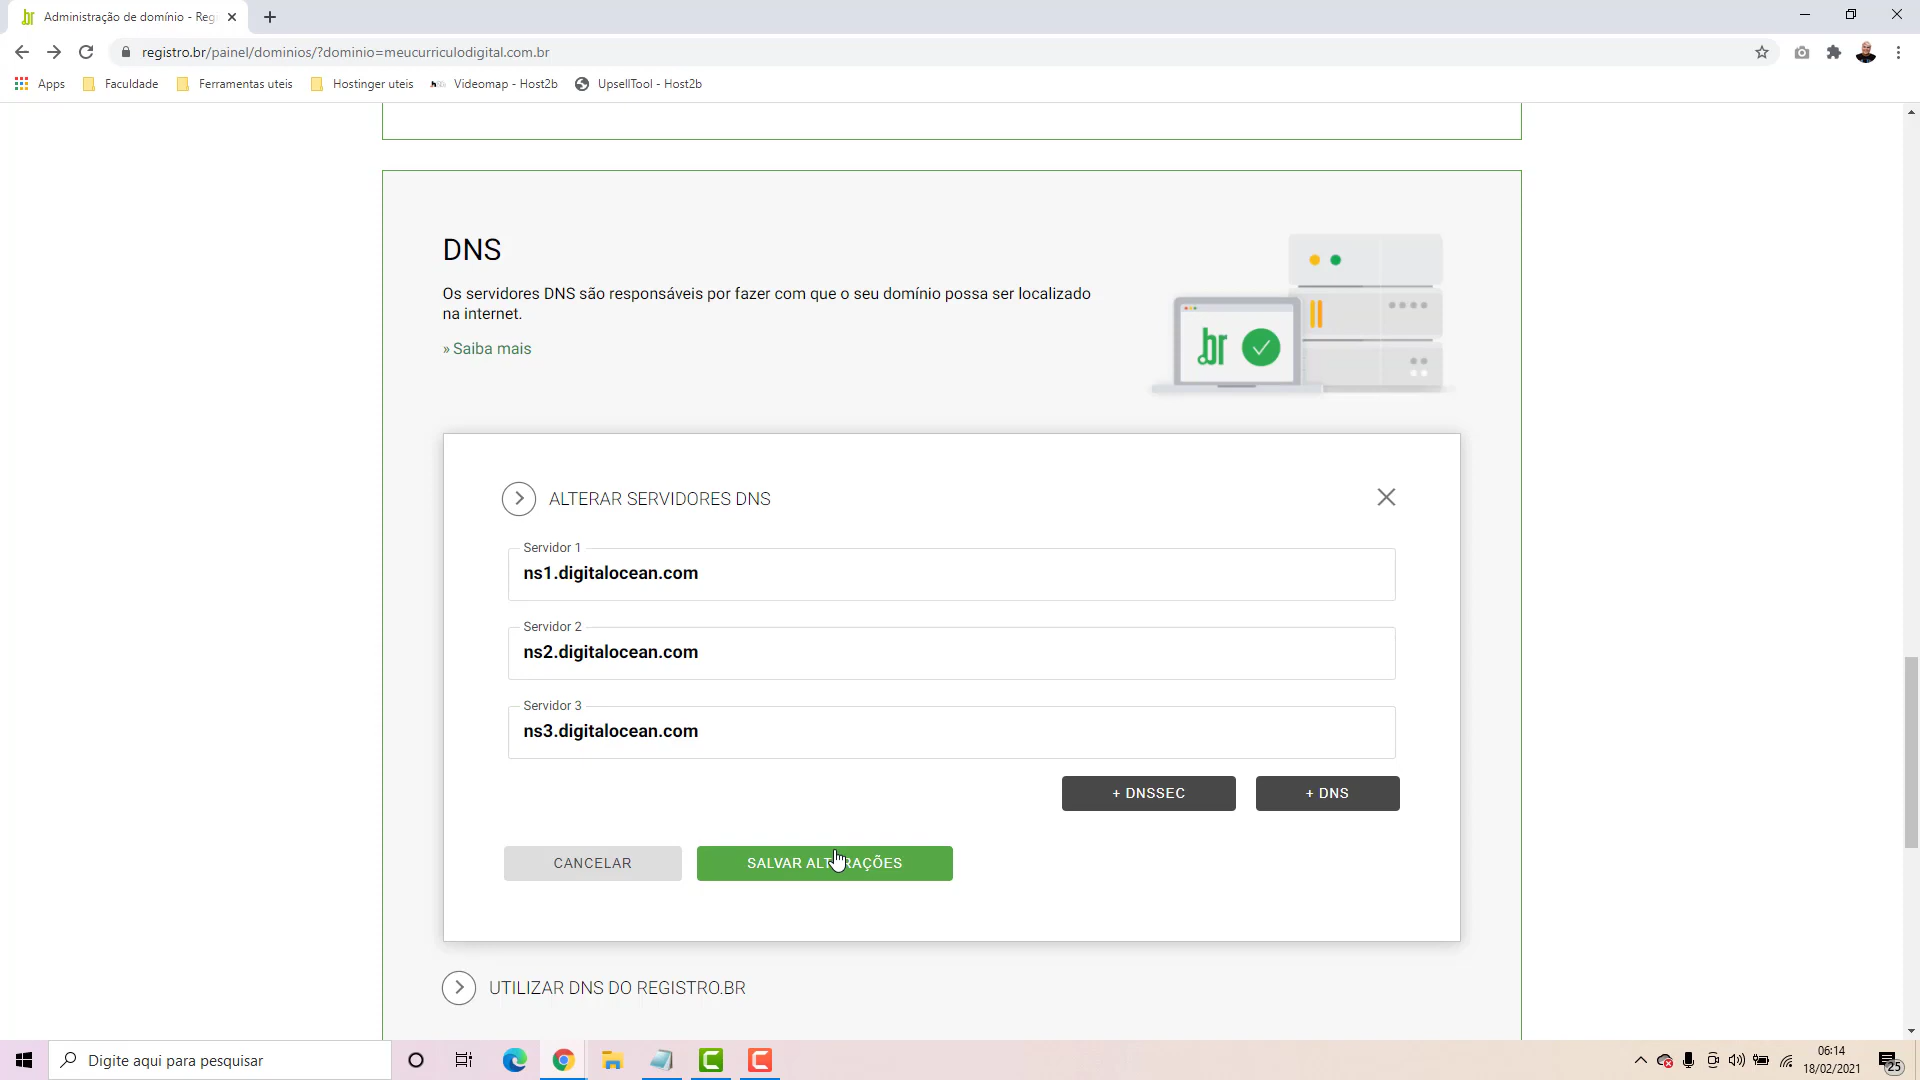 Administração de domínio - Reg
registro.br/painel/dominios/?dominio=meucurriculodigital.com.br
Apps
Faculdade
Ferramentas uteis
Hostinger uteis
Videomap - Host2b
UpsellTool - Host2b
DNS
Os servidores DNS são responsáveis por fazer com que o seu domínio possa ser localizado
na internet.
» Saiba mais
.br
ALTERAR SERVIDORES DNS
Servidor 1
ns1.digitalocean.com
Servidor 2
ns2.digitalocean.com
Servidor 3
ns3.digitalocean.com
+ DNSSEC
+ DNS
CANCELAR
SALVAR ALTERAÇÕES
UTILIZAR DNS DO REGISTRO.BR
Digite aqui para pesquisar
06:14
18/02/2021
25